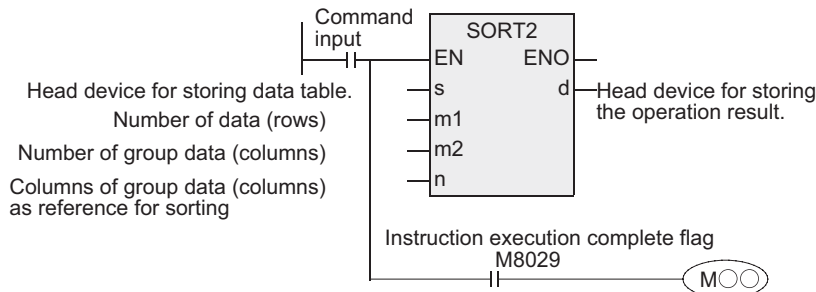 Command
input
SORT2
EN ENO
Head device for storing data table.
s d
Head device for storing
the operation result.
Number of data (rows)
m1
Number of group data (columns)
m2
Columns of group data (columns)
as reference for sorting
n
Instruction execution complete flag
M8029
M○○